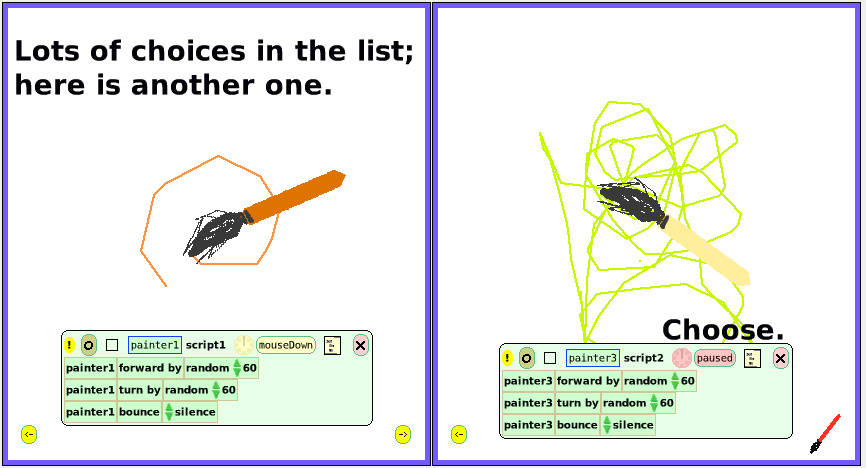 Lots of choices in the list;
here is another one.
! painter1 script1 mouseDown
painter1 forward by random 60
painter1 turn by random 60
painter1 bounce silence
Choose.
! painter3 script2 paused
painter3 forward by random 60
painter3 turn by random 60
painter3 bounce silence